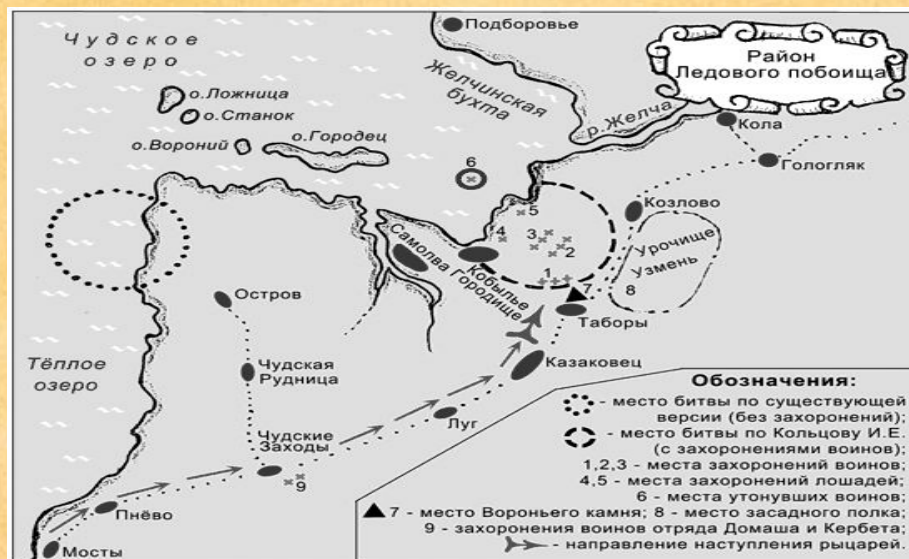 Чудское
озеро
Подборовье
Район
Ледового побоища
Желчинская
бухта
р.Желча
о.Ложница
о.Станок
о.Вороний
о.Городец
Кола
Гологляк
6
5
4
3
2
1
Козлово
Урочище
Узмень
8
7
Самолва
Кобылье
Городище
Таборы
Остров
Казаковец
Тёплое
озеро
Чудская
Рудница
Луг
Чудские
Заходы
9
Пнёво
Мосты
Обозначения:
- место битвы по существующей
версии (без захоронений);
- место битвы по Кольцову И.Е.
(с захоронениями воинов);
1,2,3 - места захоронений воинов;
4,5 - места захоронений лошадей;
6 - места утонувших воинов;
7 - место Вороньего камня; 8 - место засадного полка;
9 - захоронения воинов отряда Домаша и Кербета;
- направление наступления рыцарей.